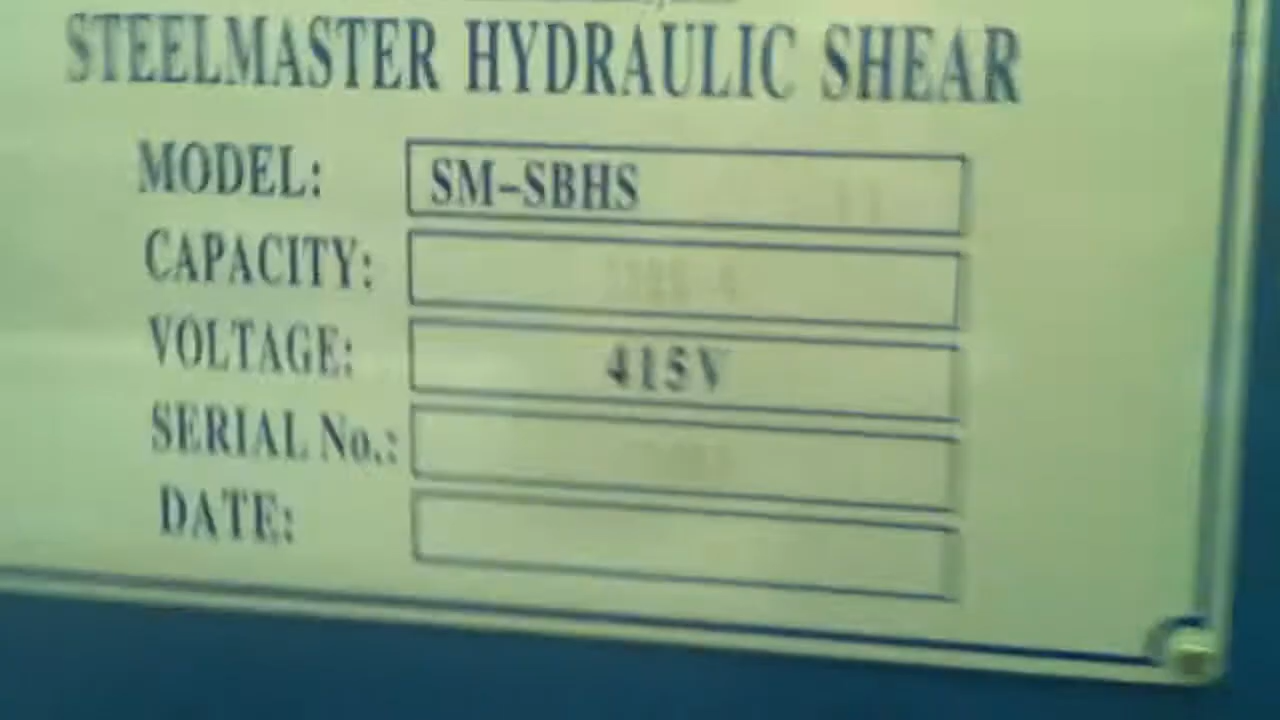 STEELMASTER HYDRAULIC SHEAR
MODEL: SM-SBHS
CAPACITY:
VOLTAGE: 415V
SERIAL No.:
DATE: